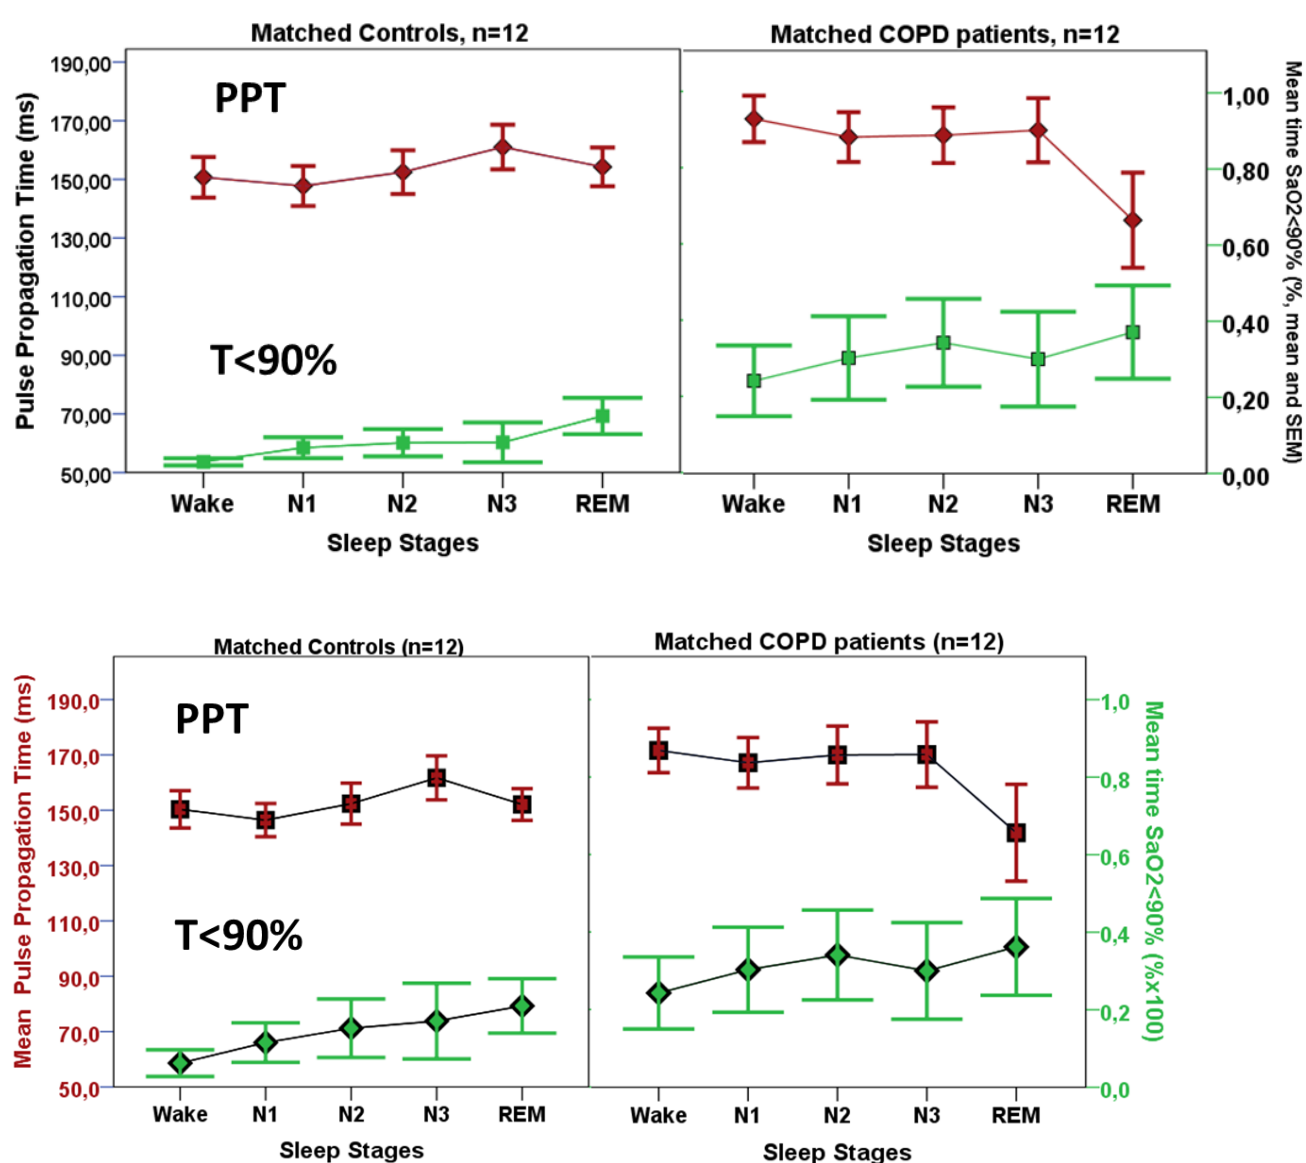 Matched Controls, n=12
Matched COPD patients, n=12
Pulse Propagation Time (ms)
190,00
170,00
150,00
130,00
110,00
90,00
70,00
50,00
PPT
T<90%
1,00
0,80
0,60
0,40
0,20
0,00
Mean time SaO2<90% (%, mean and SEM)
Wake N1 N2 N3 REM
Wake N1 N2 N3 REM
Sleep Stages
Sleep Stages
Matched Controls (n=12)
Matched COPD patients (n=12)
Mean Pulse Propagation Time (ms)
190,0
170,0
150,0
130,0
110,0
90,0
70,0
50,0
PPT
T<90%
1,0
0,8
0,6
0,4
0,2
0,0
Mean time SaO2<90% (%x100)
Wake N1 N2 N3 REM
Wake N1 N2 N3 REM
Sleep Stages
Sleep Stages